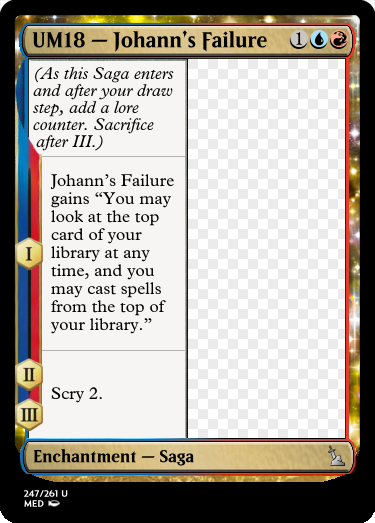 UM18 — Johann's Failure 1
(As this Saga enters
and after your draw
step, add a lore
counter. Sacrifice
after III.)
I
Johann's Failure
gains “You may
look at the top
card of your
library at any
time, and you
may cast spells
from the top of
your library.”
II
III
Scry 2.
Enchantment — Saga
247/261 U
MED